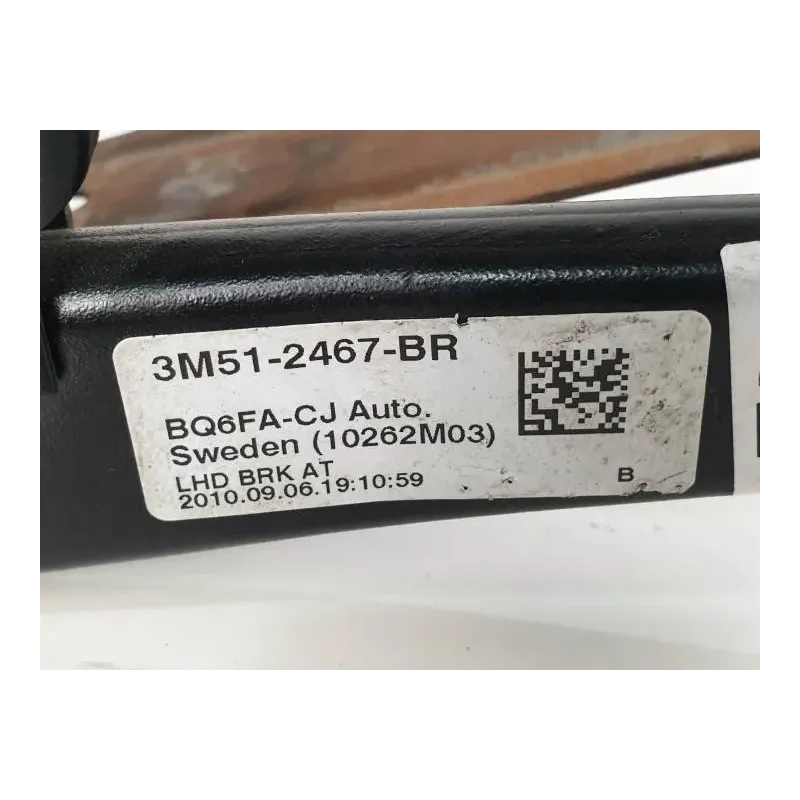 3M51-2467-BR
BQ6FA-CJ Auto.
Sweden (10262M03)
LHD BRK AT
2010.09.06.19:10:59
B